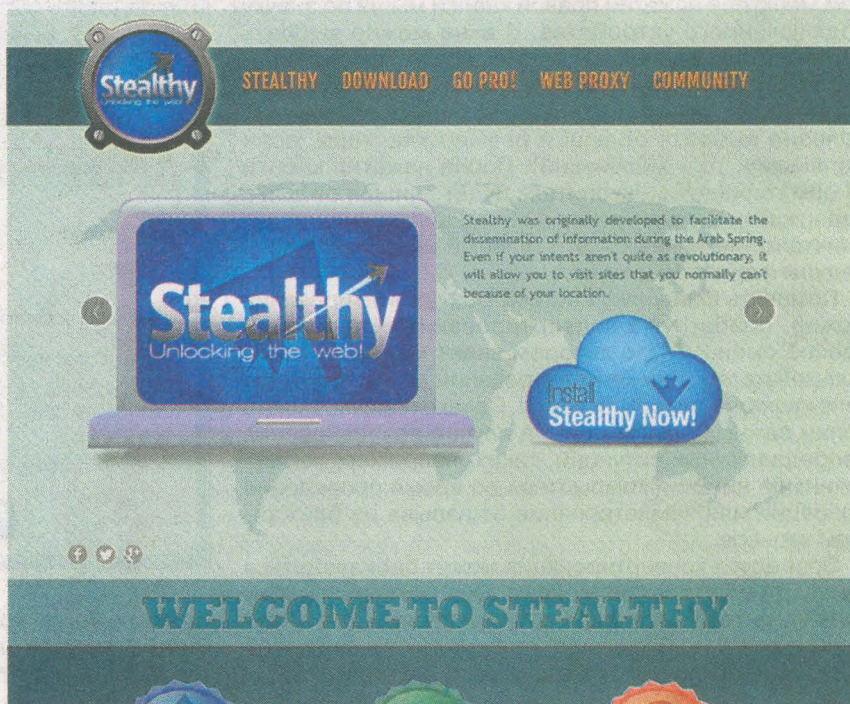 Stealthy
Unlocking the web!
STEALTHY DOWNLOAD GO PRO! WEB PROXY COMMUNITY
Stealthy was originally developed to facilitate the
dissemination of information during the Arab Spring.
Even if your intents aren't quite as revolutionary, it
will allow you to visit sites that you normally can't
because of your location.
Stealthy
Unlocking the web!
Install
Stealthy Now!
WELCOME TO STEALTHY